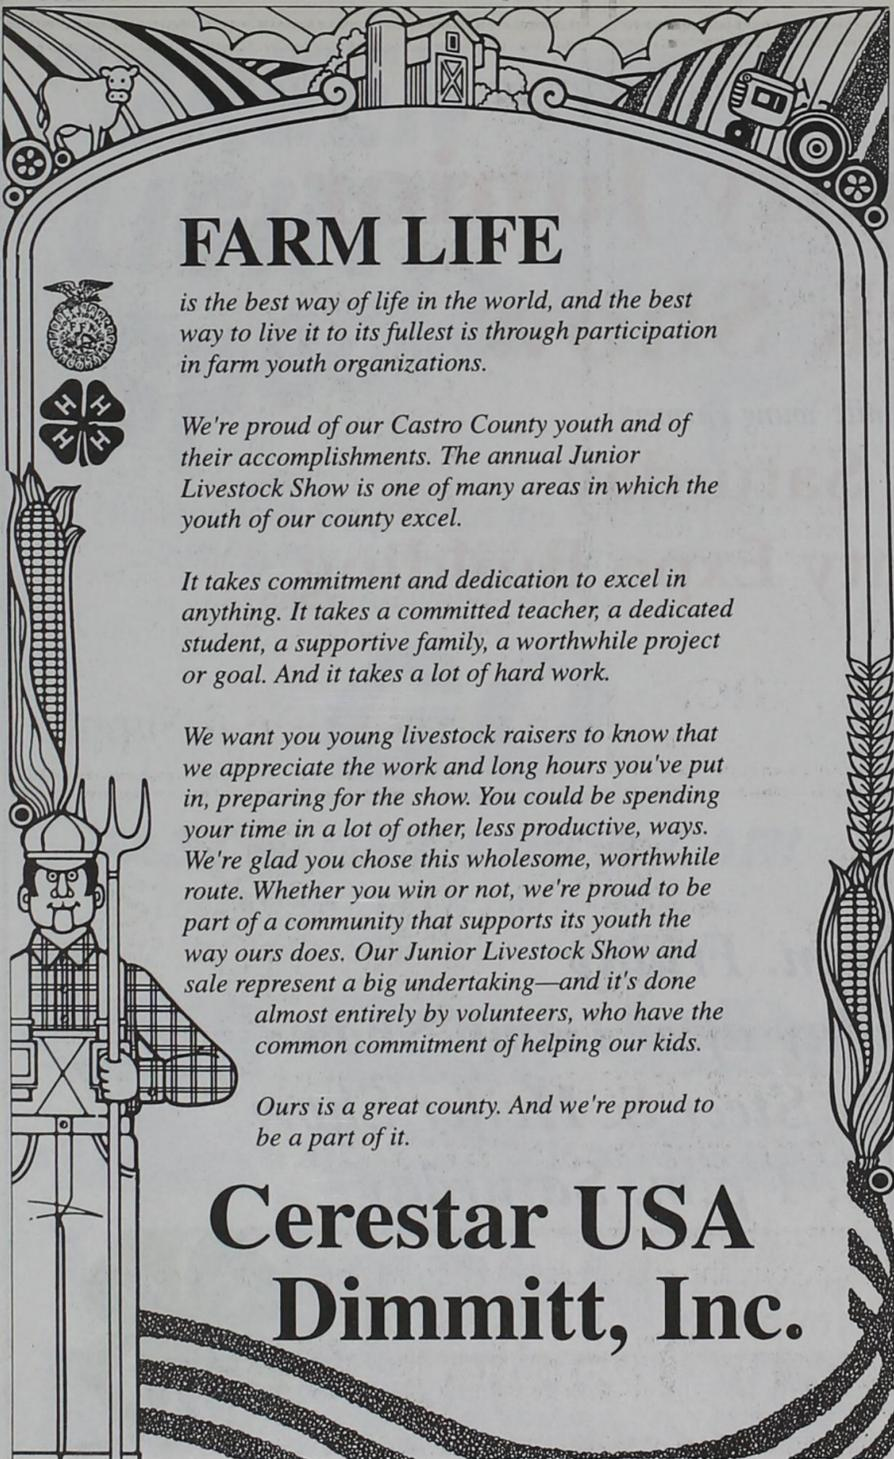 FARM LIFE
is the best way of life in the world, and the best
way to live it to its fullest is through participation
in farm youth organizations.
We're proud of our Castro County youth and of
their accomplishments. The annual Junior
Livestock Show is one of many areas in which the
youth of our county excel.
It takes commitment and dedication to excel in
anything. It takes a committed teacher, a dedicated
student, a supportive family, a worthwhile project
or goal. And it takes a lot of hard work.
We want you young livestock raisers to know that
we appreciate the work and long hours you've put
in, preparing for the show. You could be spending
your time in a lot of other, less productive, ways.
We're glad you chose this wholesome, worthwhile
route. Whether you win or not, we're proud to be
part of a community that supports its youth the
way ours does. Our Junior Livestock Show and
sale represent a big undertaking—and it's done
almost entirely by volunteers, who have the
common commitment of helping our kids.
Ours is a great county. And we're proud to
be a part of it.
H H
H H
Cerestar USA
Dimmitt, Inc.